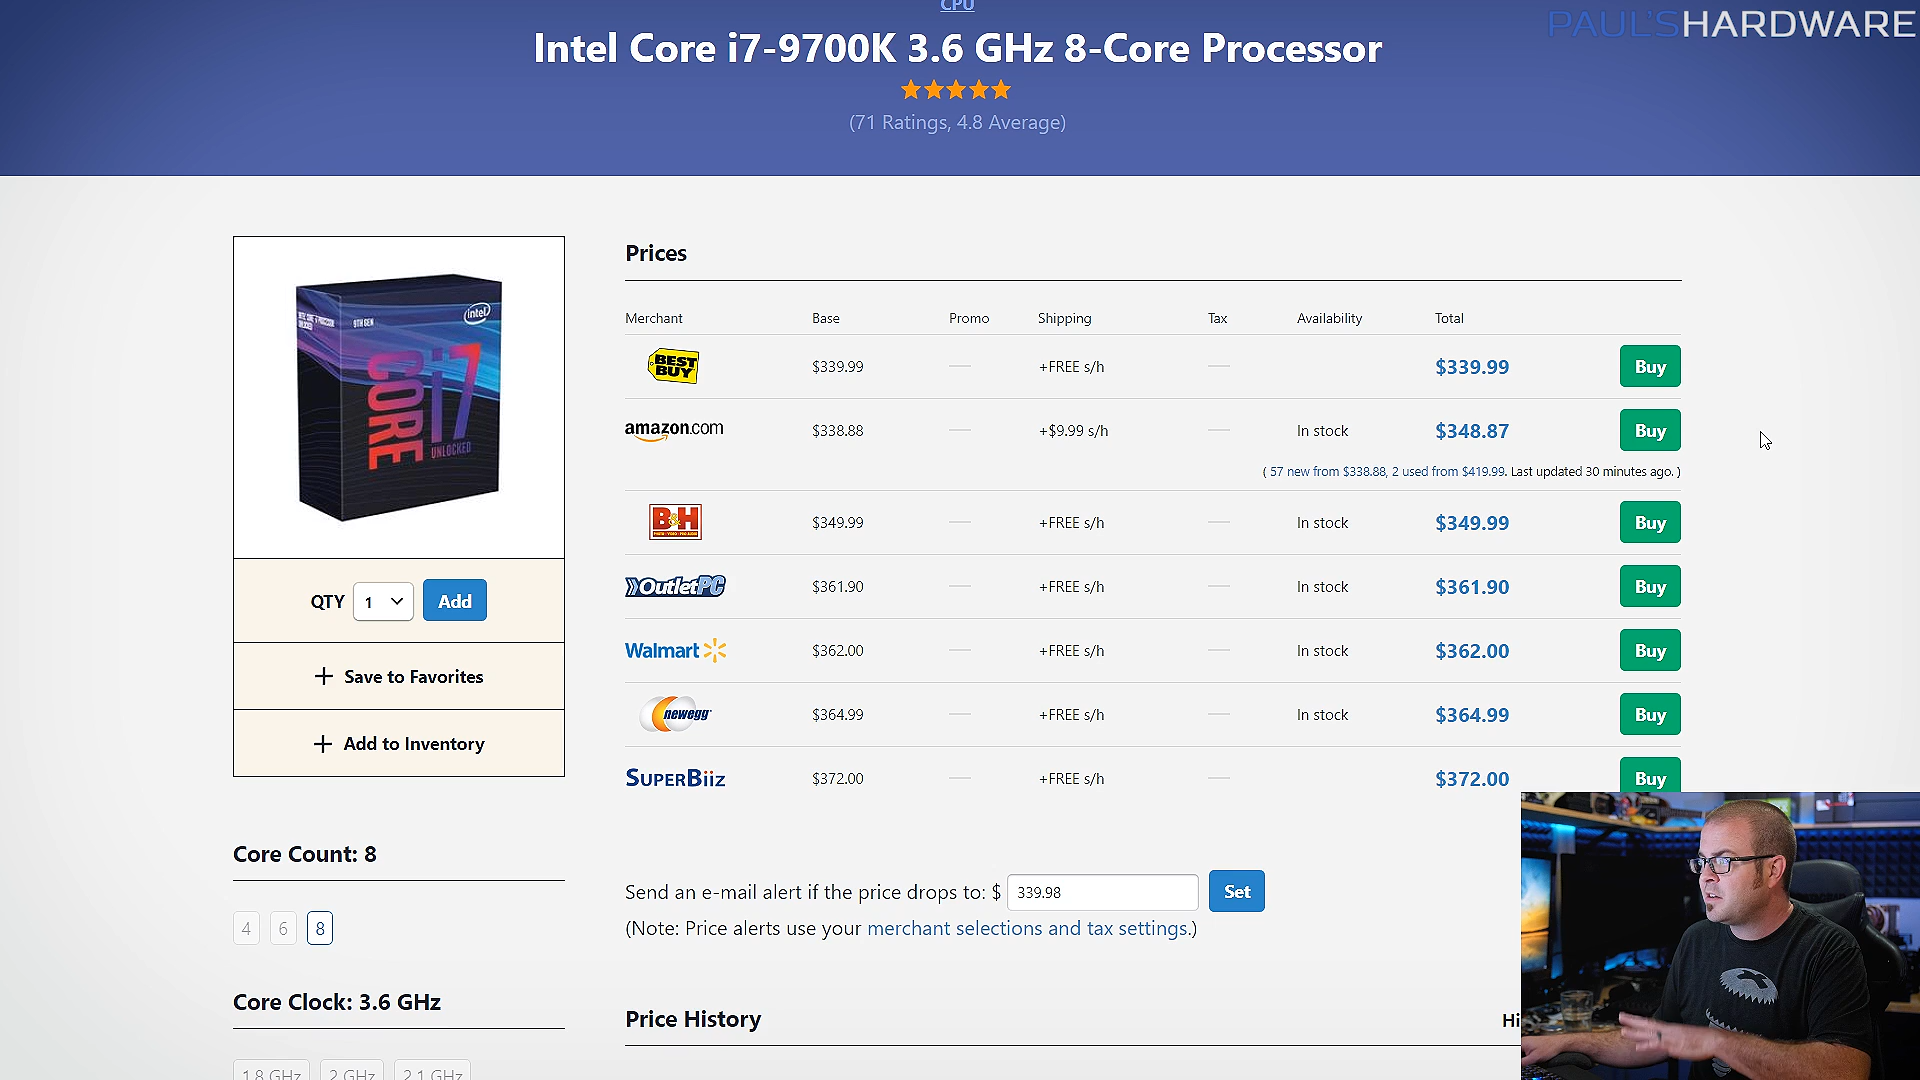 CPU
PAUL'SHARDWARE
Intel Core i7-9700K 3.6 GHz 8-Core Processor
(71 Ratings, 4.8 Average)
Prices
Merchant Base Promo Shipping Tax Availability Total
BEST BUY $339.99 — +FREE s/h — $339.99 Buy
amazon.com $338.88 — +$9.99 s/h — In stock $348.87 Buy
( 57 new from $338.88, 2 used from $419.99. Last updated 30 minutes ago. )
B&H $349.99 — +FREE s/h — In stock $349.99 Buy
OutletPC $361.90 — +FREE s/h — In stock $361.90 Buy
Walmart $362.00 — +FREE s/h — In stock $362.00 Buy
newegg $364.99 — +FREE s/h — In stock $364.99 Buy
SUPERBiiz $372.00 — +FREE s/h — $372.00 Buy
9TH GEN
intel
CORE i7
UNLOCKED
QTY 1 Add
+ Save to Favorites
+ Add to Inventory
Core Count: 8
4 6 8
Core Clock: 3.6 GHz
1.8 GHz 2 GHz 2.1 GHz
Send an e-mail alert if the price drops to: $ 339.98 Set
(Note: Price alerts use your merchant selections and tax settings.)
Price History Hi